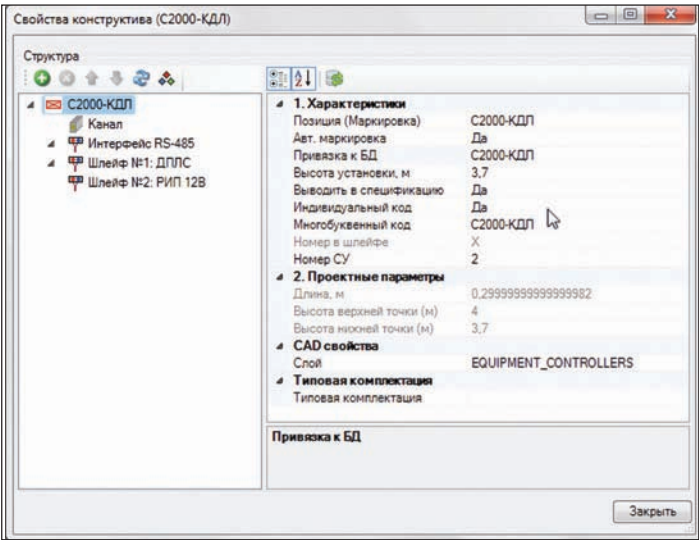 Свойства конструктива (С2000-КДЛ)
Структура
С2000-КДЛ
Канал
Интерфейс RS-485
Шлейф №1: ДПЛС
Шлейф №2: РИП 12В
1. Характеристики
Позиция (Маркировка) С2000-КДЛ
Авт. маркировка Да
Привязка к БД С2000-КДЛ
Высота установки, м 3,7
Выводить в спецификацию Да
Индивидуальный код Да
Многобуквенный код С2000-КДЛ
Номер в шлейфе X
Номер СУ 2
2. Проектные параметры
Длина, м 0,29999999999999982
Высота верхней точки (м) 4
Высота нижней точки (м) 3,7
CAD свойства
Слой EQUIPMENT_CONTROLLERS
Типовая комплектация
Типовая комплектация
Привязка к БД
Закрыть